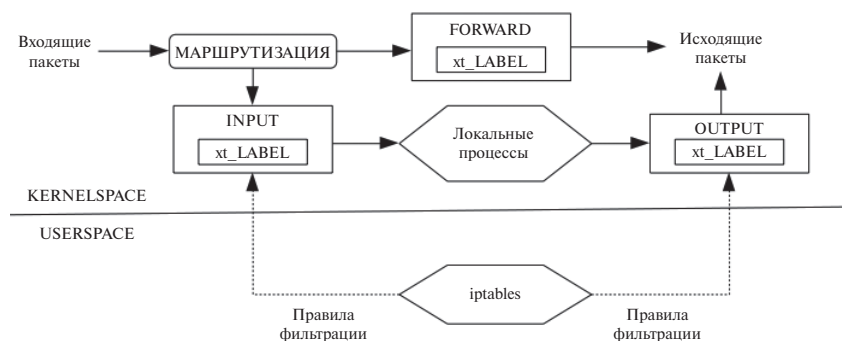 Входящие
пакеты
МАРШРУТИЗАЦИЯ
FORWARD
xt_LABEL
Исходящие
пакеты
INPUT
xt_LABEL
Локальные
процессы
OUTPUT
xt_LABEL
KERNELSPACE
USERSPACE
iptables
Правила
фильтрации
Правила
фильтрации